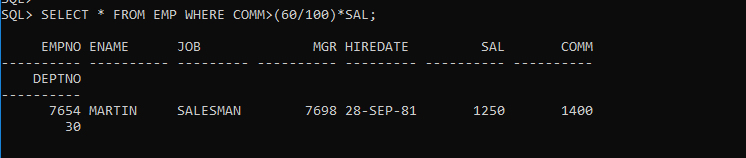 SQL>
SQL> SELECT * FROM EMP WHERE COMM>(60/100)*SAL;
     EMPNO ENAME      JOB              MGR HIREDATE         SAL       COMM
---------- ---------- --------- ---------- --------- ---------- ----------
    DEPTNO
----------
      7654 MARTIN     SALESMAN        7698 28-SEP-81       1250       1400
        30